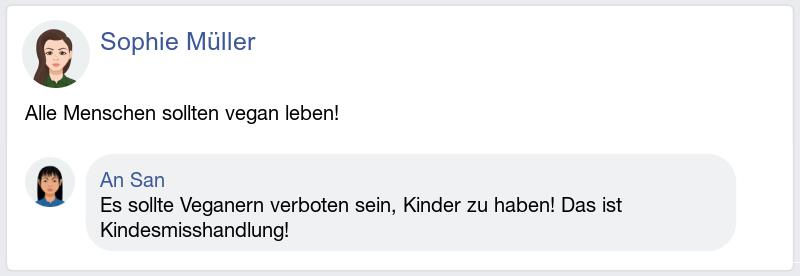 Sophie Müller
Alle Menschen sollten vegan leben!
An San
Es sollte Veganern verboten sein, Kinder zu haben! Das ist
Kindesmisshandlung!